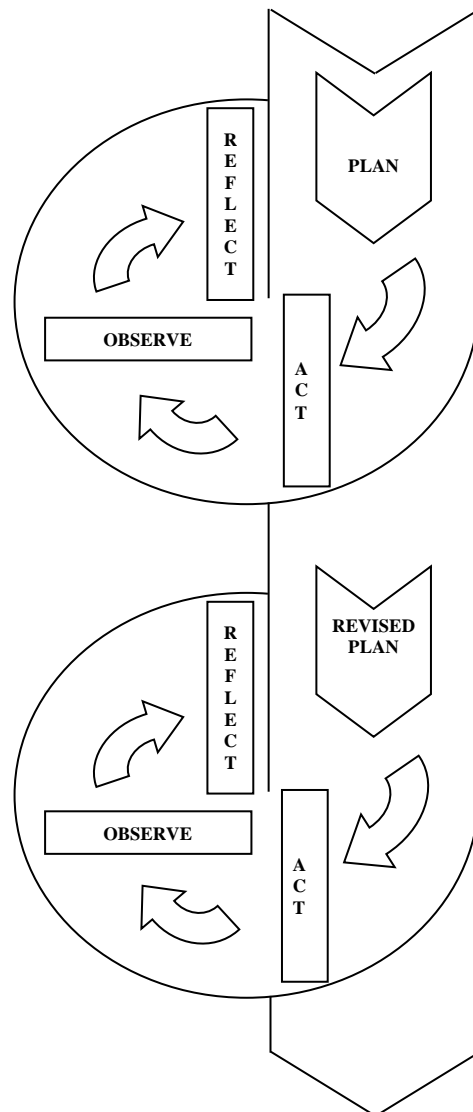 PLAN
REFLECT
ACT
OBSERVE
REVISED
PLAN
REFLECT
ACT
OBSERVE